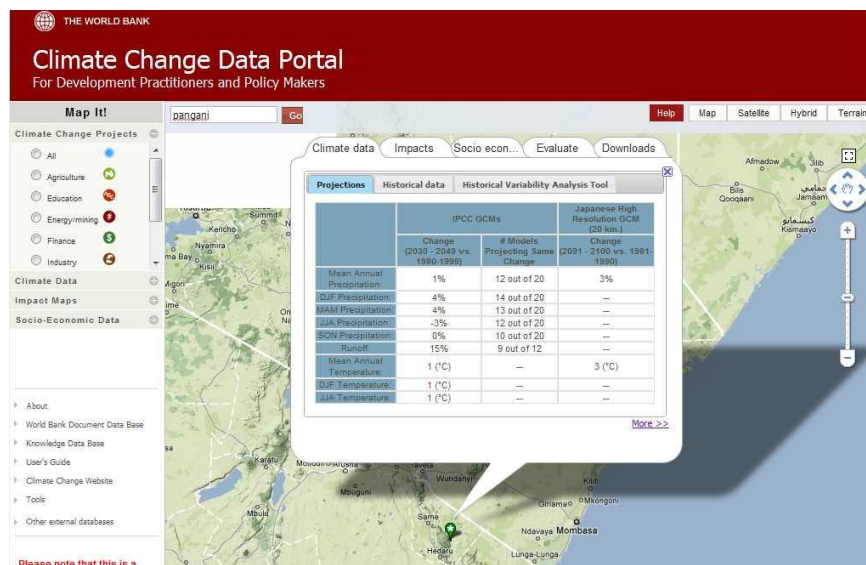 THE WORLD BANK
Climate Change Data Portal
For Development Practitioners and Policy Makers
Map It!
pangani
Go
Help
Map
Satellite
Hybrid
Terrain
Climate Change Projects
All
Agriculture
Education
Energy/mining
Finance
Industry
Climate Data
Impact Maps
Socio-Economic Data
About
World Bank Document Data Base
Knowledge Data Base
User's Guide
Climate Change Website
Tools
Other external databases
Please note that this is a
Climate data
Impacts
Socio econ...
Evaluate
Downloads
Projections
Historical data
Historical Variability Analysis Tool
IPCC GCMs
Japanese High
Resolution GCM
(20 km.)
Change
(2030 - 2049 vs.
1980-1999)
# Models
Projecting Same
Change
Change
(2091 - 2100 vs. 1981-
1990)
Mean Annual
Precipitation: 1% 12 out of 20 3%
DJF Precipitation: 4% 14 out of 20 --
MAM Precipitation: 4% 13 out of 20 --
JJA Precipitation: -3% 12 out of 20 --
SON Precipitation: 0% 10 out of 20 --
Runoff: 15% 9 out of 12 --
Mean Annual
Temperature: 1 (°C) -- 3 (°C)
DJF Temperature: 1 (°C) -- --
JJA Temperature: 1 (°C) -- --
More >>
Afmadow
Jilib
Bilis
Qooqaani
Jamaam
كيسمايو
Kismaayo
Summit
Kericho
Nyamira
Kisii
Karatu
Mbulu
Mbuguni
Taveta
Wundanyi
Same
Hedaru
Kilifi
Giriama
Mkongoni
Ndavaya
Mombasa
Lunga-Lunga